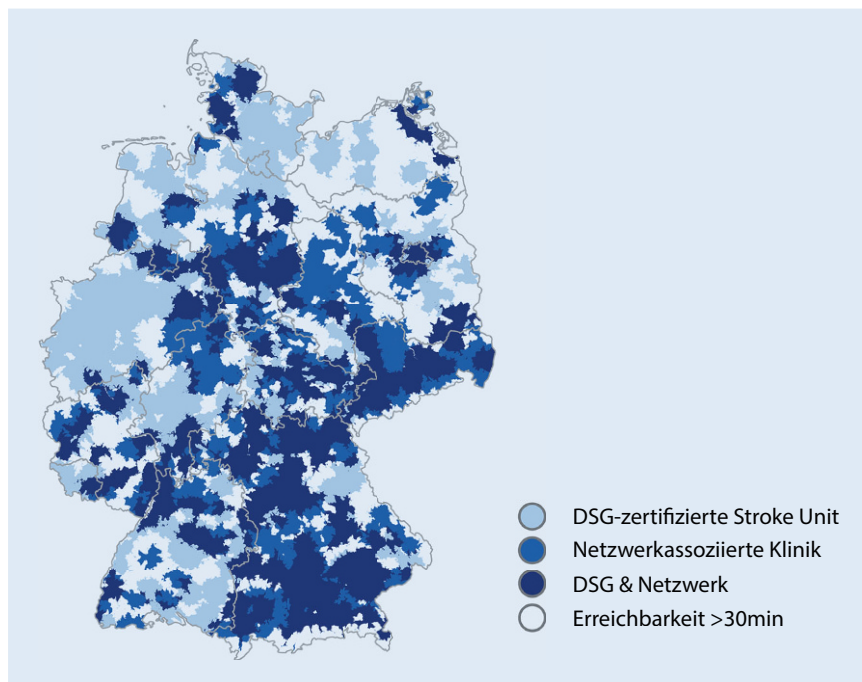 DSG-zertifizierte Stroke Unit
Netzwerkassoziierte Klinik
DSG & Netzwerk
Erreichbarkeit >30min